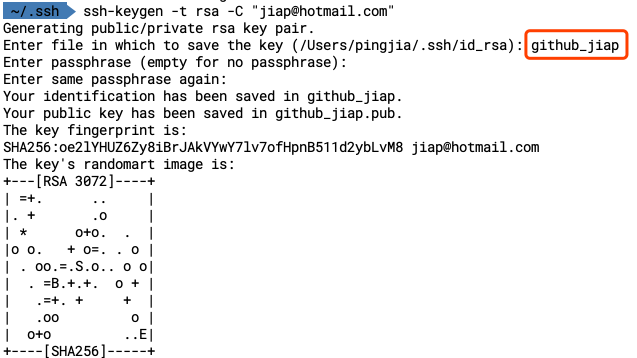 ~/.ssh ssh-keygen -t rsa -C "jiap@hotmail.com"
Generating public/private rsa key pair.
Enter file in which to save the key (/Users/pingjia/.ssh/id_rsa): github_jiap
Enter passphrase (empty for no passphrase):
Enter same passphrase again:
Your identification has been saved in github_jiap.
Your public key has been saved in github_jiap.pub.
The key fingerprint is:
SHA256:oe2lYHUZ6Zy8iBrJAkVYwY7lv7ofHpnB511d2ybLvM8 jiap@hotmail.com
The key's randomart image is:
+---[RSA 3072]----+
| =+.      ..     |
|. +       .o     |
| *      o+o.  .  |
|o o.   + o=. . o |
| . oo.=.S.o.. o o|
|  . =B.+.+.  o + |
|   .=+. +     +  |
|   .oo         o |
|  o+o         ..E|
+----[SHA256]-----+